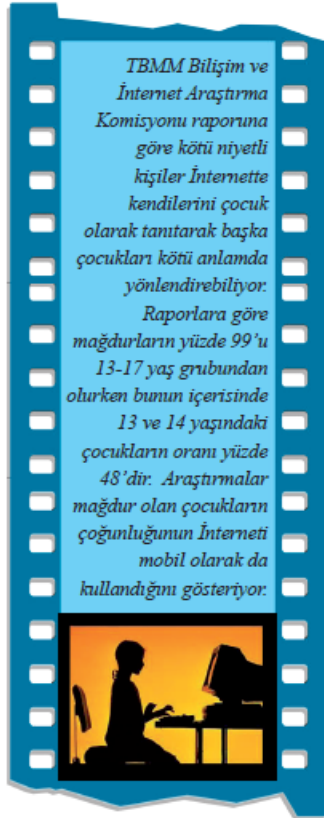 TBMM Bilişim ve
İnternet Araştırma
Komisyonu raporuna
göre kötü niyetli
kişiler İnternette
kendilerini çocuk
olarak tanıtarak başka
çocukları kötü anlamda
yönlendirebiliyor.
Raporlara göre
mağdurların yüzde 99’u
13-17 yaş grubundan
olurken bunun içerisinde
13 ve 14 yaşındaki
çocukların oranı yüzde
48’dir. Araştırmalar
mağdur olan çocukların
çoğunluğunun İnterneti
mobil olarak da
kullandığını gösteriyor.